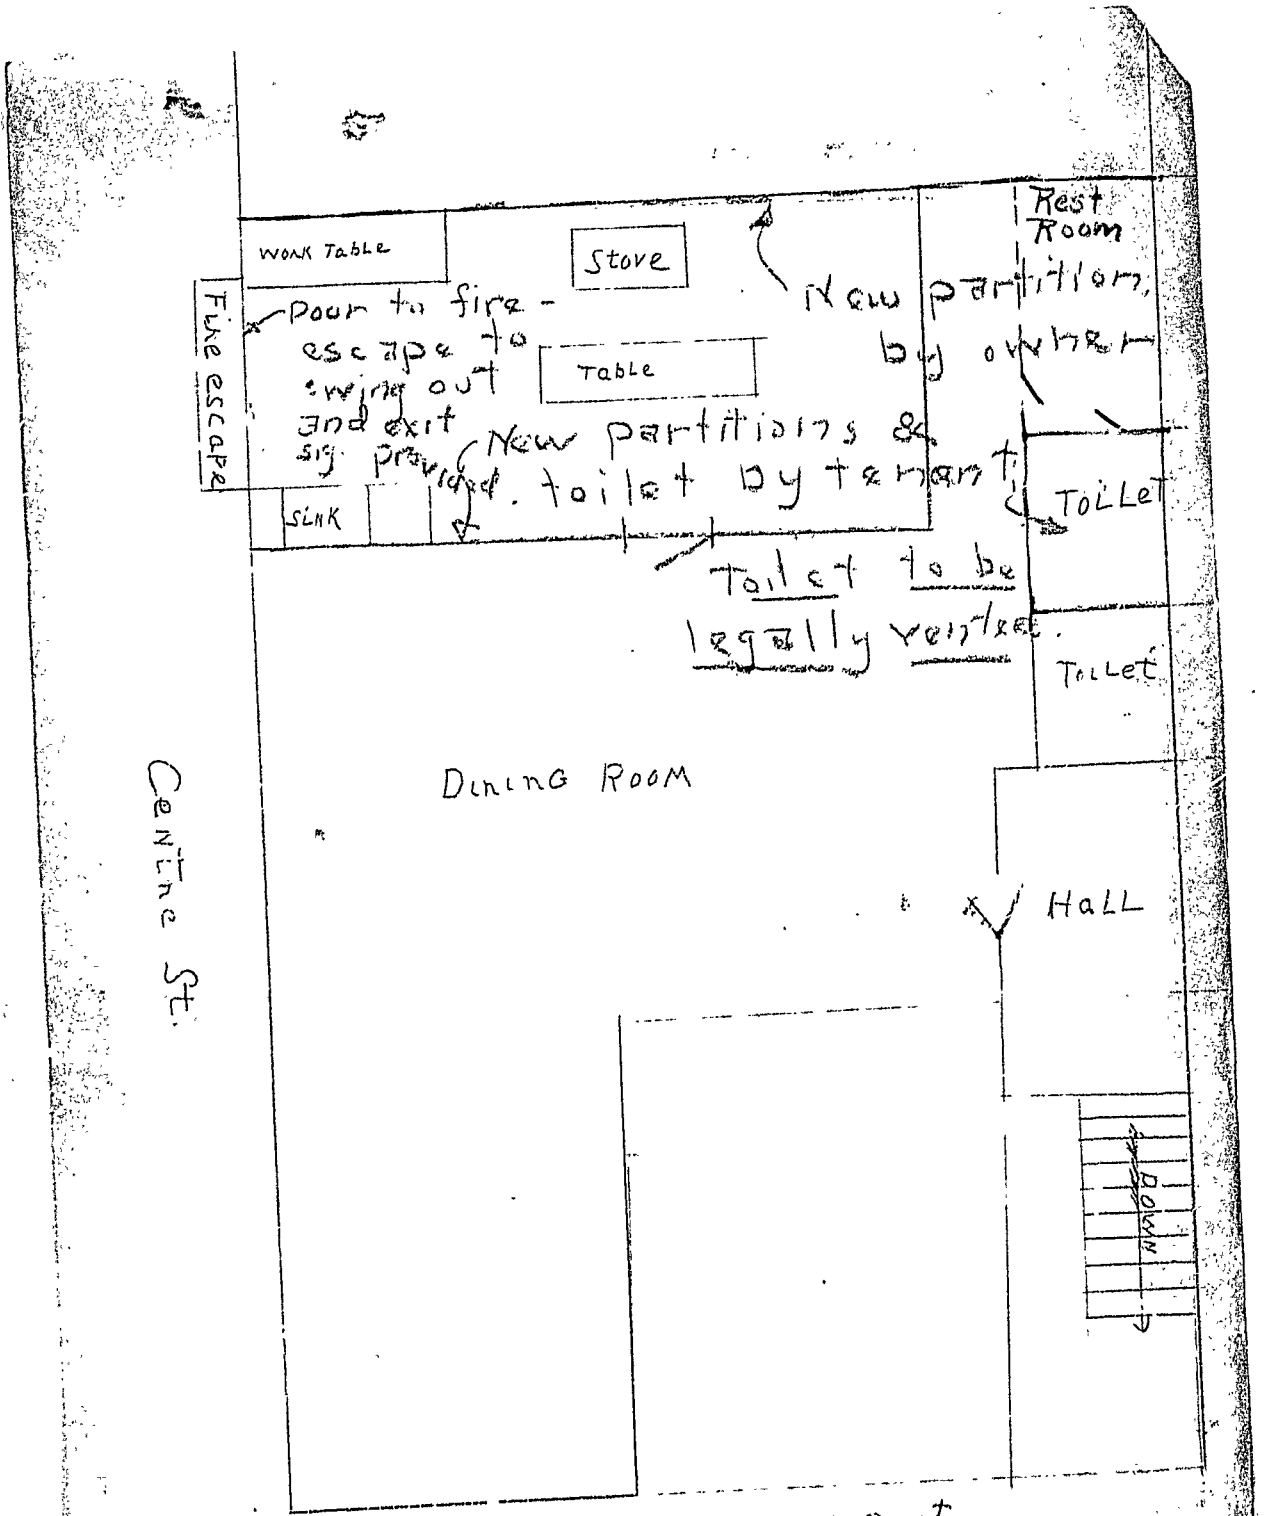 Rest
Room
WORK TabLe
Stove
New partition,
by owner
Fire escape
Door to fire-
escape to
swing out
and exit
sig. provided.
Table
New partitions &
toilet by tenant
SinK
ToiLLeT
Toilet to be
legally vented.
ToiLet
DininG RooM
Centre St.
HaLL
DOWN